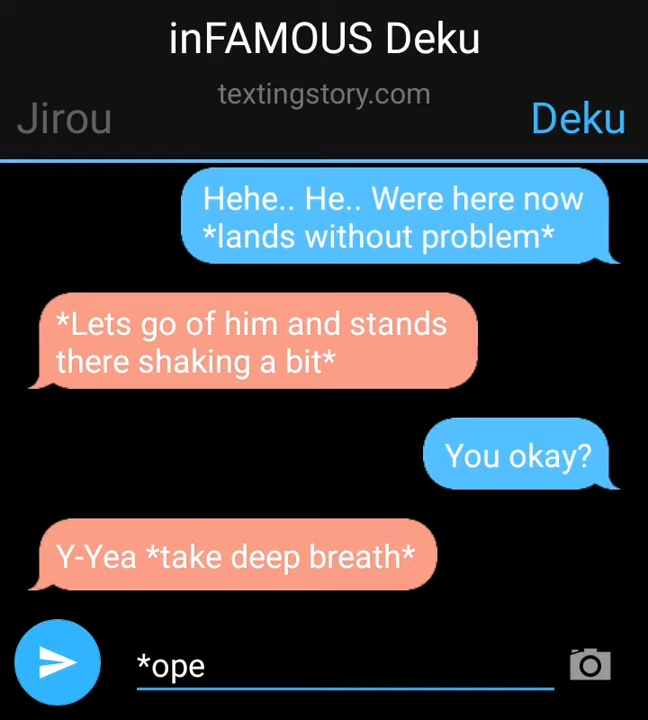 inFAMOUS Deku
textingstory.com
Jirou
Deku
Hehe.. He.. Were here now
*lands without problem*
*Lets go of him and stands
there shaking a bit*
You okay?
Y-Yea *take deep breath*
*ope